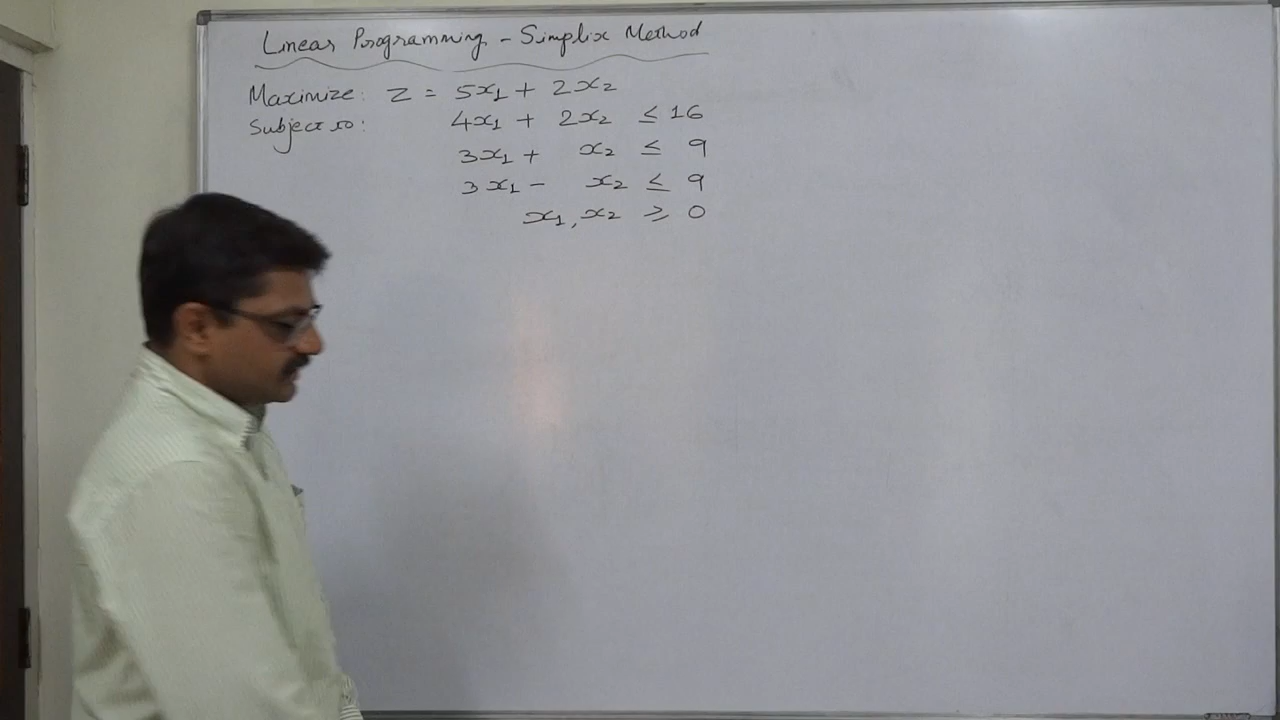 Linear Programming - Simplix Method
Maximize: Z = 5x₁ + 2x₂
Subject to: 4x₁ + 2x₂ ≤ 16
3x₁ + x₂ ≤ 9
3x₁ - x₂ ≤ 9
x₁, x₂ ≥ 0